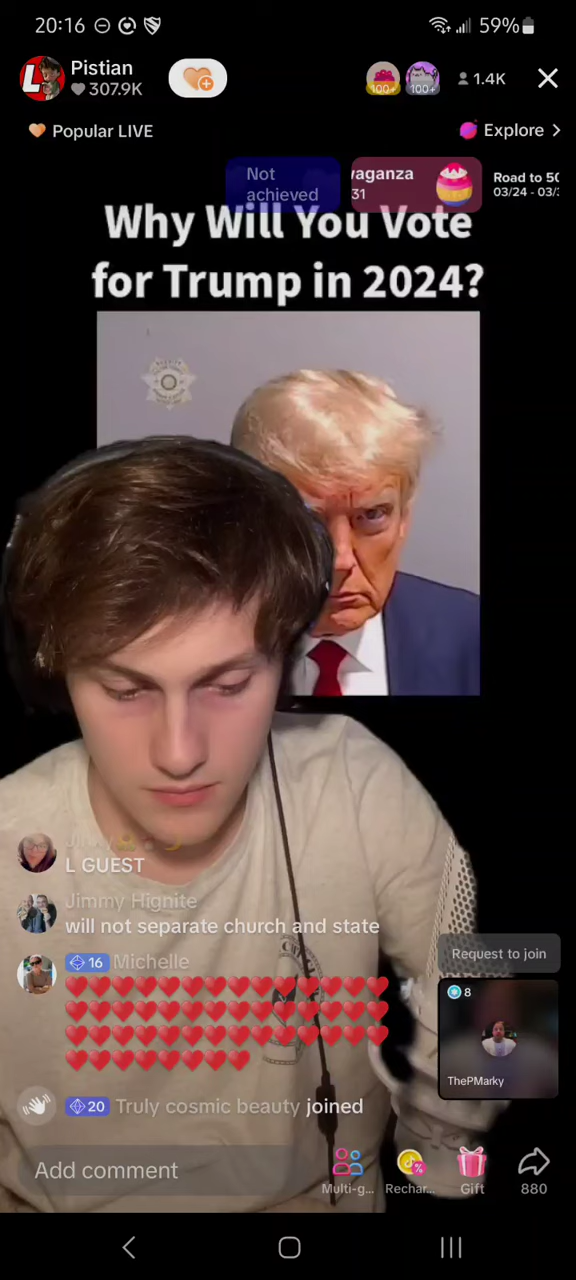 20:16
59%
Pistian
307.9K
100+
100+
1.4K
Popular LIVE
Explore
Not achieved
vaganza
31
Road to 50
03/24 - 03/
Why Will You Vote
for Trump in 2024?
L GUEST
Jimmy Hignite
will not separate church and state
16 Michelle
20 Truly cosmic beauty joined
Request to join
8
ThePMarky
Add comment
Multi-g...
Rechar...
Gift
880